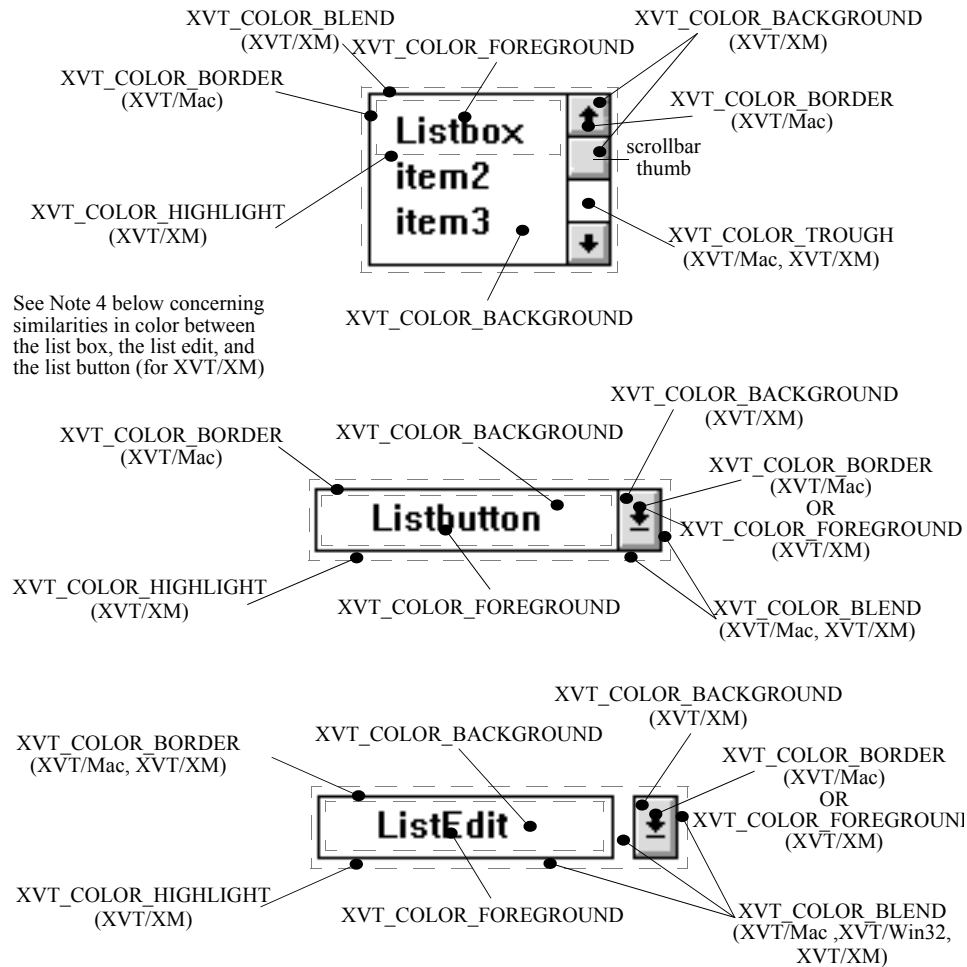 XVT_COLOR_BLEND
(XVT/XM)
XVT_COLOR_FOREGROUND
XVT_COLOR_BACKGROUND
(XVT/XM)
XVT_COLOR_BORDER
(XVT/Mac)
XVT_COLOR_BORDER
(XVT/Mac)
Listbox
item2
item3
scrollbar
thumb
XVT_COLOR_HIGHLIGHT
(XVT/XM)
XVT_COLOR_TROUGH
(XVT/Mac, XVT/XM)
XVT_COLOR_BACKGROUND
See Note 4 below concerning
similarities in color between
the list box, the list edit, and
the list button (for XVT/XM)
XVT_COLOR_BACKGROUND
(XVT/XM)
XVT_COLOR_BORDER
(XVT/Mac)
XVT_COLOR_BACKGROUND
XVT_COLOR_BORDER
(XVT/Mac)
OR
XVT_COLOR_FOREGROUND
(XVT/XM)
Listbutton
XVT_COLOR_HIGHLIGHT
(XVT/XM)
XVT_COLOR_FOREGROUND
XVT_COLOR_BLEND
(XVT/Mac, XVT/XM)
XVT_COLOR_BACKGROUND
(XVT/XM)
XVT_COLOR_BORDER
(XVT/Mac, XVT/XM)
XVT_COLOR_BACKGROUND
XVT_COLOR_BORDER
(XVT/Mac)
OR
XVT_COLOR_FOREGROUND
(XVT/XM)
ListEdit
XVT_COLOR_HIGHLIGHT
(XVT/XM)
XVT_COLOR_FOREGROUND
XVT_COLOR_BLEND
(XVT/Mac ,XVT/Win32,
XVT/XM)